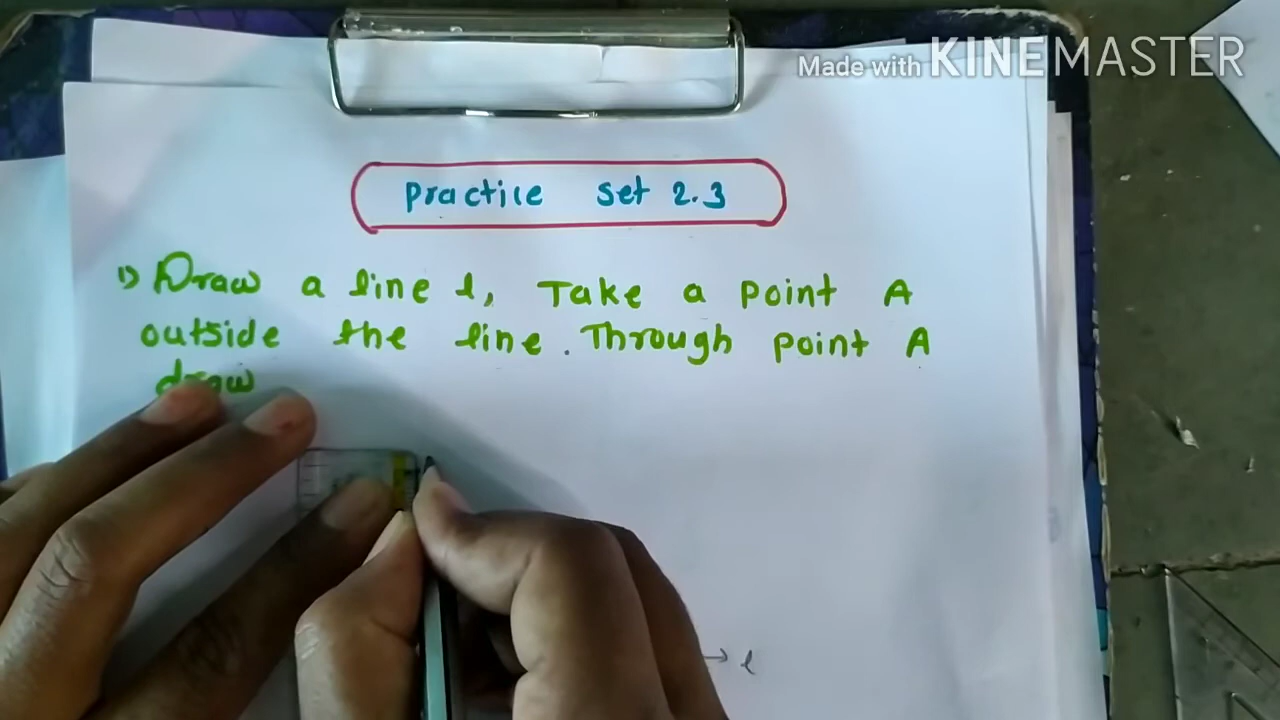 Made with KINEMASTER
Practice Set 2.3
1) Draw a line l, Take a point A
outside the line. Through point A
draw
l